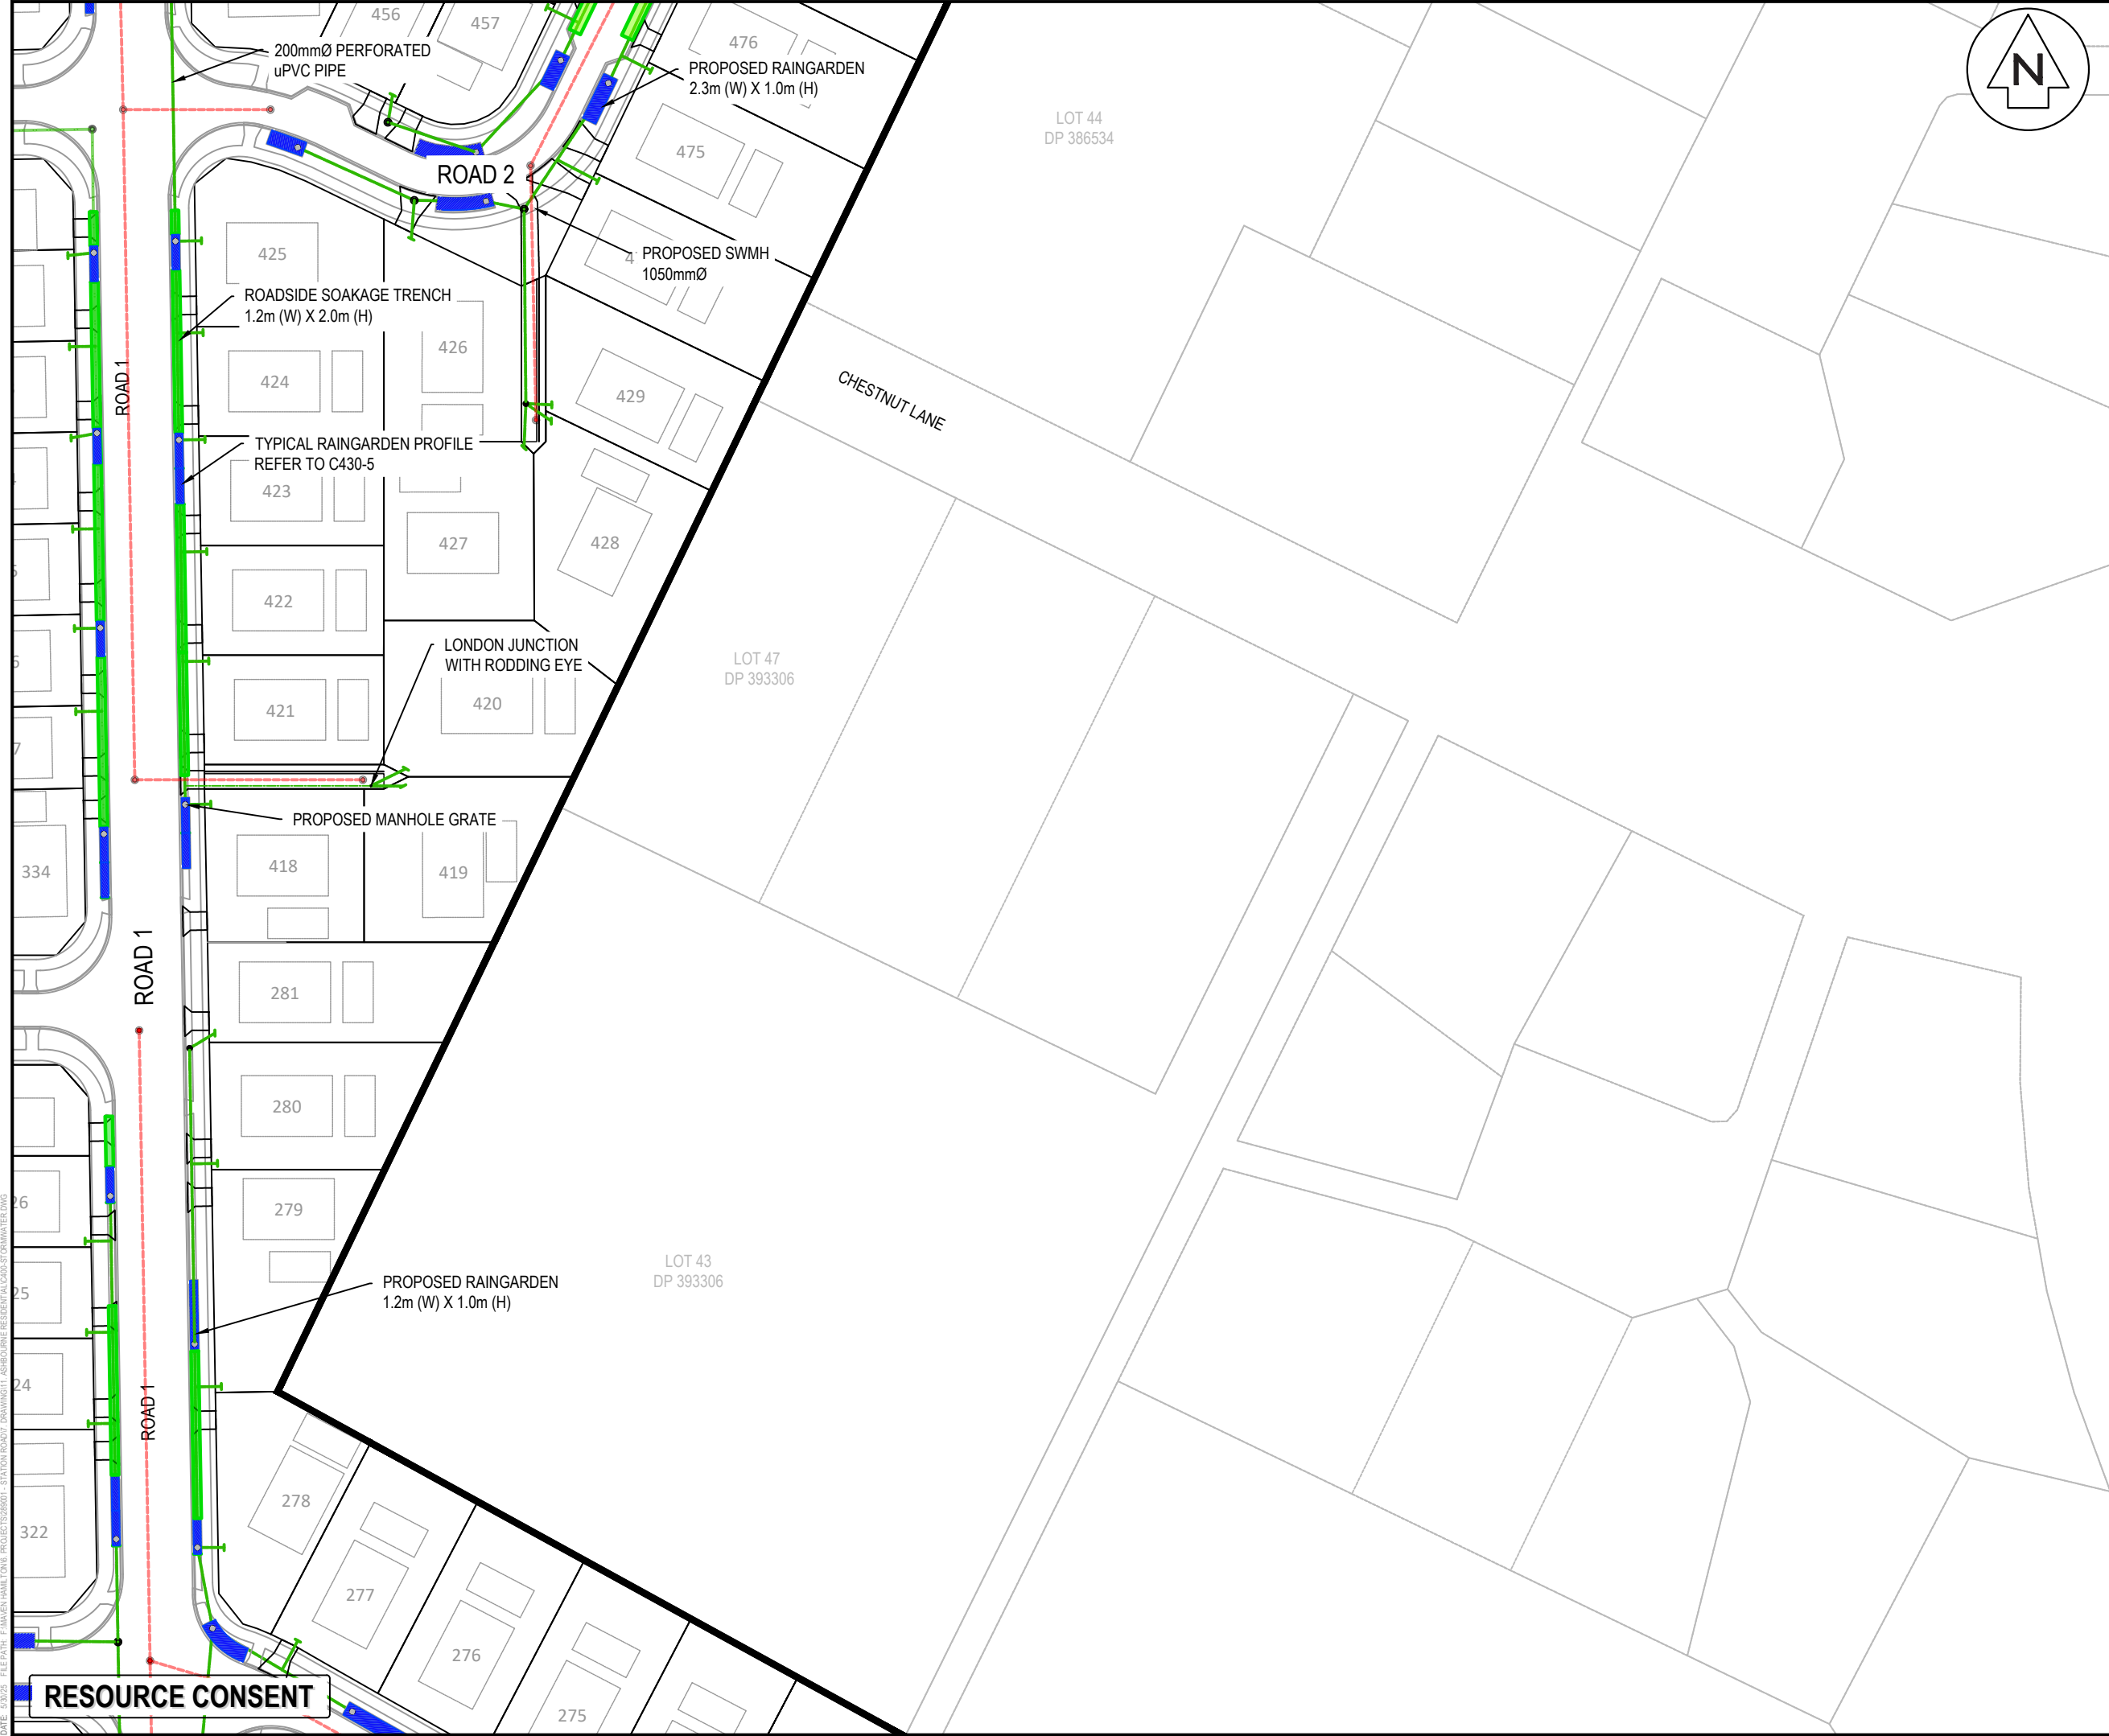 456
457
476
200mmØ PERFORATED
uPVC PIPE
PROPOSED RAINGARDEN
2.3m (W) X 1.0m (H)
N
LOT 44
DP 386534
475
ROAD 2
425
PROPOSED SWMH
1050mmØ
ROADSIDE SOAKAGE TRENCH
1.2m (W) X 2.0m (H)
426
424
429
ROAD 1
CHESTNUT LANE
TYPICAL RAINGARDEN PROFILE
REFER TO C430-5
423
427
428
422
LONDON JUNCTION
WITH RODDING EYE
LOT 47
DP 393306
421
420
PROPOSED MANHOLE GRATE
334
418
419
ROAD 1
281
280
26
279
LOT 43
DP 393306
25
PROPOSED RAINGARDEN
1.2m (W) X 1.0m (H)
24
ROAD 1
278
322
277
276
275
RESOURCE CONSENT